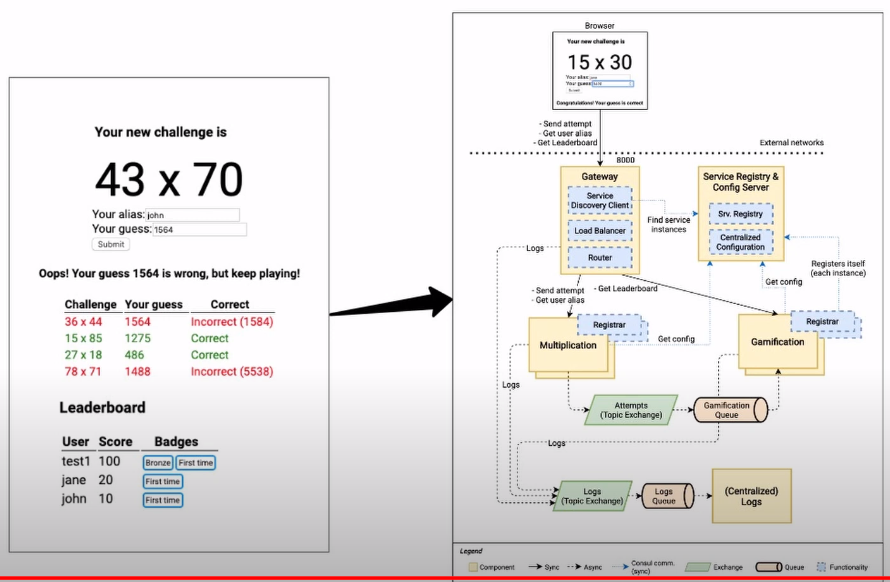 Your new challenge is
43 x 70
Your alias: john
Your guess: 1564
Submit
Oops! Your guess 1564 is wrong, but keep playing!
Challenge Your guess Correct
36 x 44 1564 Incorrect (1584)
15 x 85 1275 Correct
27 x 18 486 Correct
78 x 71 1488 Incorrect (5538)
Leaderboard
User Score Badges
test1 100 Bronze First time
jane 20 First time
john 10 First time
Browser
Your new challenge is
15 x 30
Your alias:
Your guess:
Congratulations! Your guess is correct
- Send attempt
- Get user alias
- Get Leaderboard
External networks
8000
Gateway
Service
Discovery Client
Load Balancer
Router
Service Registry &
Config Server
Srv. Registry
Centralized
Configuration
Find service
instances
Logs
Registers itself
(each instance)
Get config
- Send attempt
- Get user alias
- Get Leaderboard
Registrar
Multiplication
Get config
Registrar
Gamification
Logs
Attempts
(Topic Exchange)
Gamification
Queue
Logs
Logs
(Topic Exchange)
Logs
Queue
(Centralized)
Logs
Legend
Component Sync Async Consul comm.
(sync) Exchange Queue Functionality